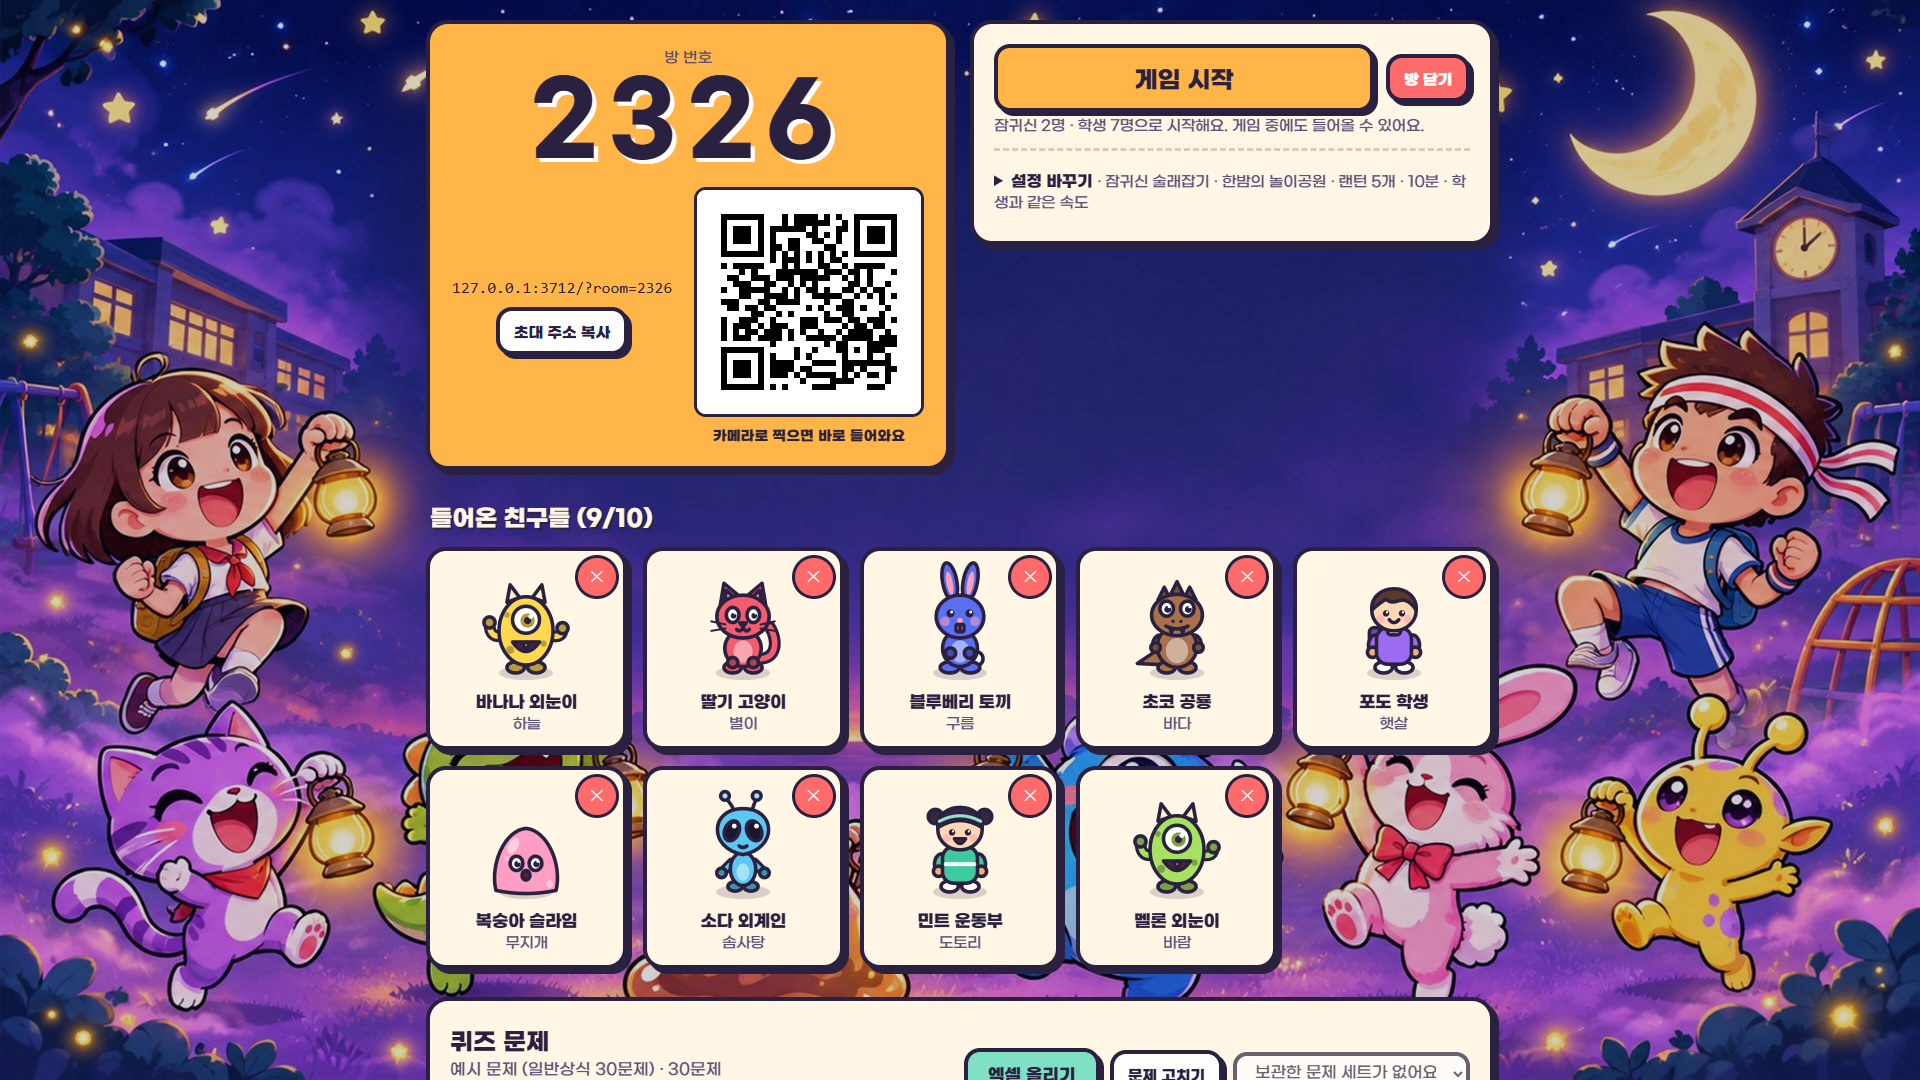 방 번호
2326
127.0.0.1:3712/?room=2326
초대 주소 복사
카메라로 찍으면 바로 들어와요
게임 시작
방 닫기
잠귀신 2명 · 학생 7명으로 시작해요. 게임 중에도 들어올 수 있어요.
▶ 설정 바꾸기 · 잠귀신 술래잡기 · 한밤의 놀이공원 · 랜턴 5개 · 10분 · 학
생과 같은 속도
들어온 친구들 (9/10)
바나나 외눈이
하늘
딸기 고양이
별이
블루베리 토끼
구름
초코 공룡
바다
포도 학생
햇살
복숭아 슬라임
무지개
소다 외계인
솜사탕
민트 운동부
도토리
멜론 외눈이
바람
퀴즈 문제
예시 문제 (일반상식 30문제) · 30문제
엑셀 올리기
문제 고치기
보관한 문제 세트가 없어요